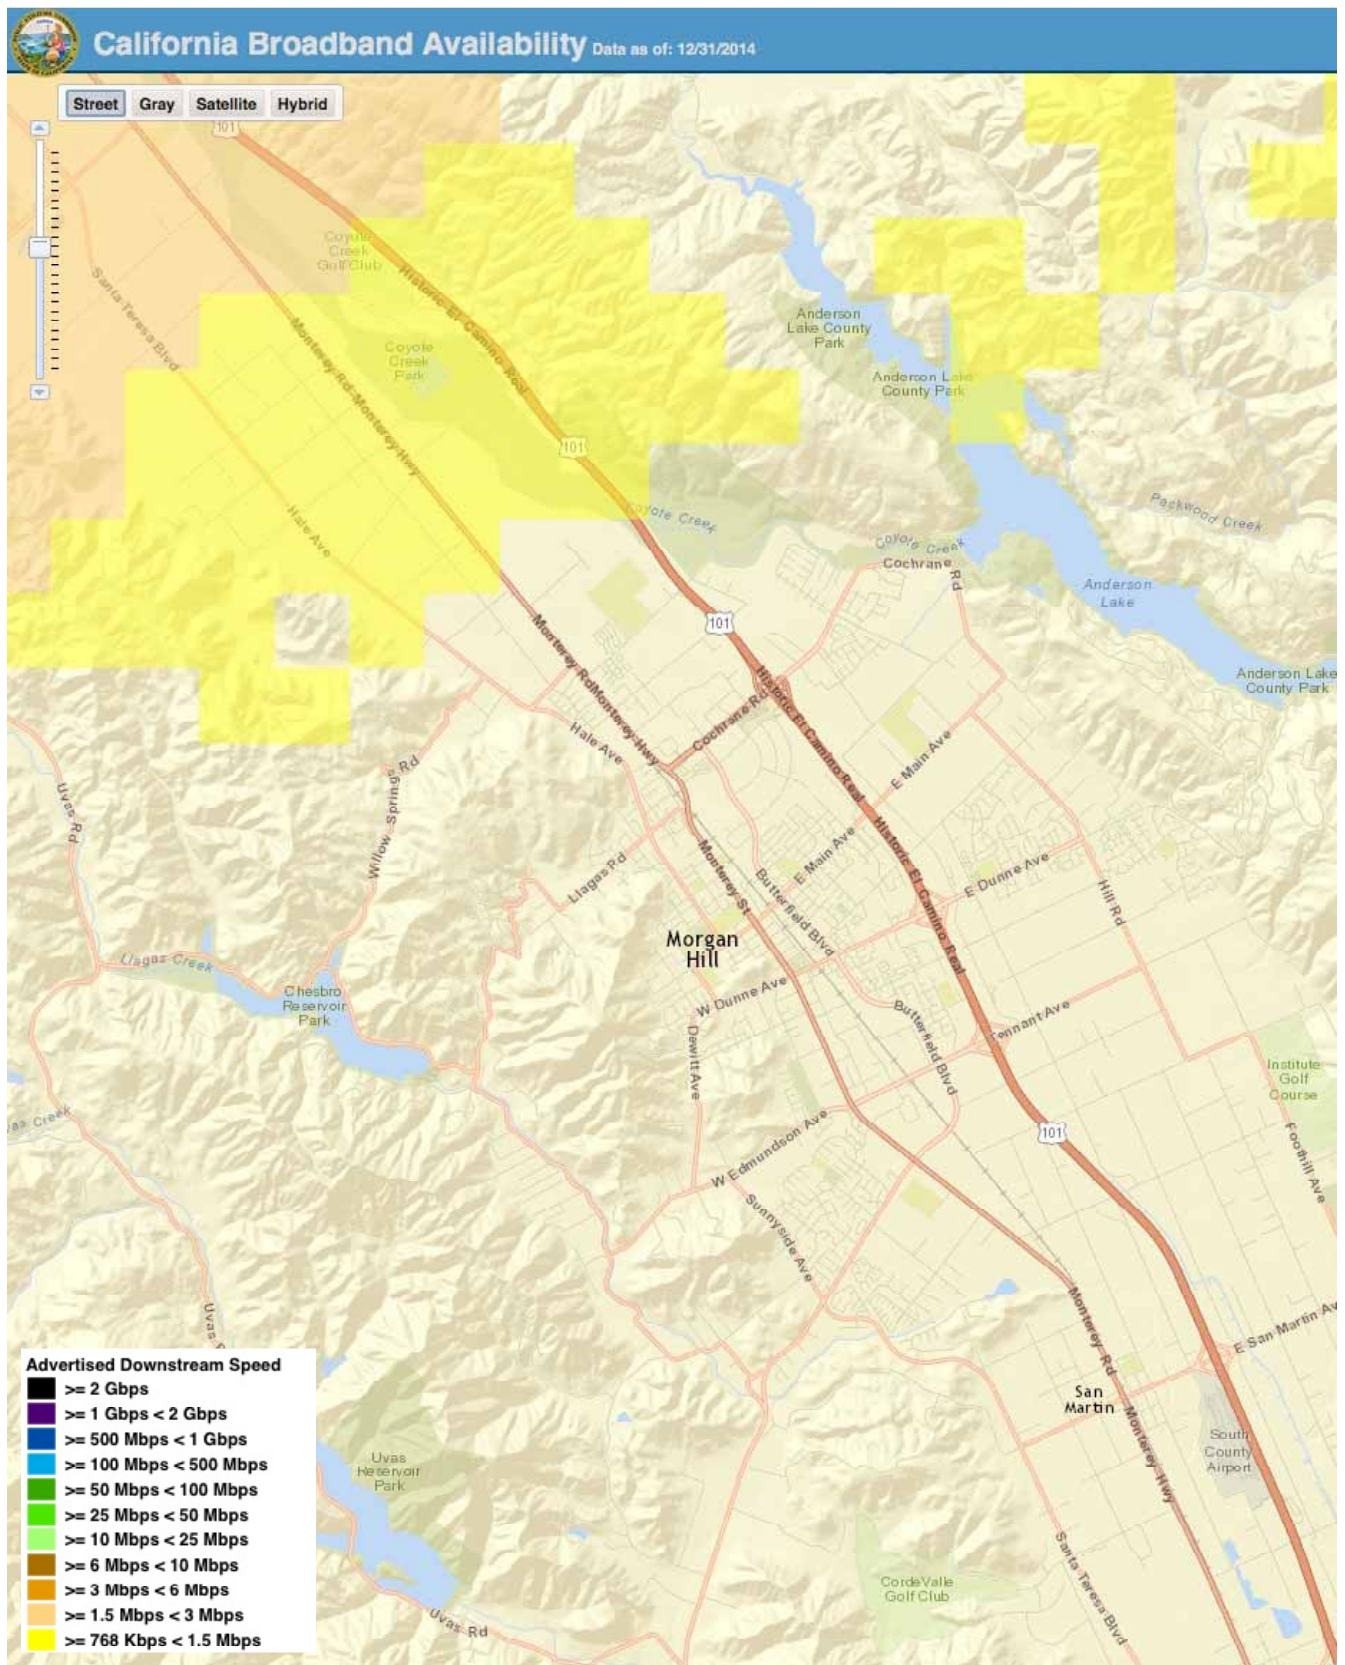 California Broadband Availability Data as of: 12/31/2014
Street Gray Satellite Hybrid
101
Coyote
Creek
Golf Club
Historic El Camino Real
Santa Teresa Blvd
Monterey Rd
Monterey Hwy
Coyote
Creek
Park
Anderson
Lake County
Park
Anderson Lake
County Park
101
Hale Ave
Coyote Creek
Packwood Creek
Coyote Creek
Cochrane
Rd
Anderson
Lake
101
Monterey Rd
Monterey Hwy
Historic El Camino Real
Anderson Lake
County Park
Cochrane Rd
Hale Ave
E Main Ave
Willow Springs Rd
Uvas Rd
Historic El Camino Real
E Main Ave
Monterey St
Llagas Rd
Butterfield Blvd
E Dunne Ave
Hill Rd
Morgan
Hill
Llagas Creek
Chesbro
Reservoir
Park
W Dunne Ave
Butterfield Blvd
Tennant Ave
Dewitt Ave
Institute
Golf
Course
Creek
W Edmundson Ave
101
Foothill Ave
Sunnyside Ave
Uvas
Monterey Rd
E San Martin
San
Martin
Monterey Hwy
South
County
Airport
Uvas
Reservoir
Park
CordeValle
Golf Club
Santa Teresa Blvd
Uvas Rd
Advertised Downstream Speed
>= 2 Gbps
>= 1 Gbps < 2 Gbps
>= 500 Mbps < 1 Gbps
>= 100 Mbps < 500 Mbps
>= 50 Mbps < 100 Mbps
>= 25 Mbps < 50 Mbps
>= 10 Mbps < 25 Mbps
>= 6 Mbps < 10 Mbps
>= 3 Mbps < 6 Mbps
>= 1.5 Mbps < 3 Mbps
>= 768 Kbps < 1.5 Mbps